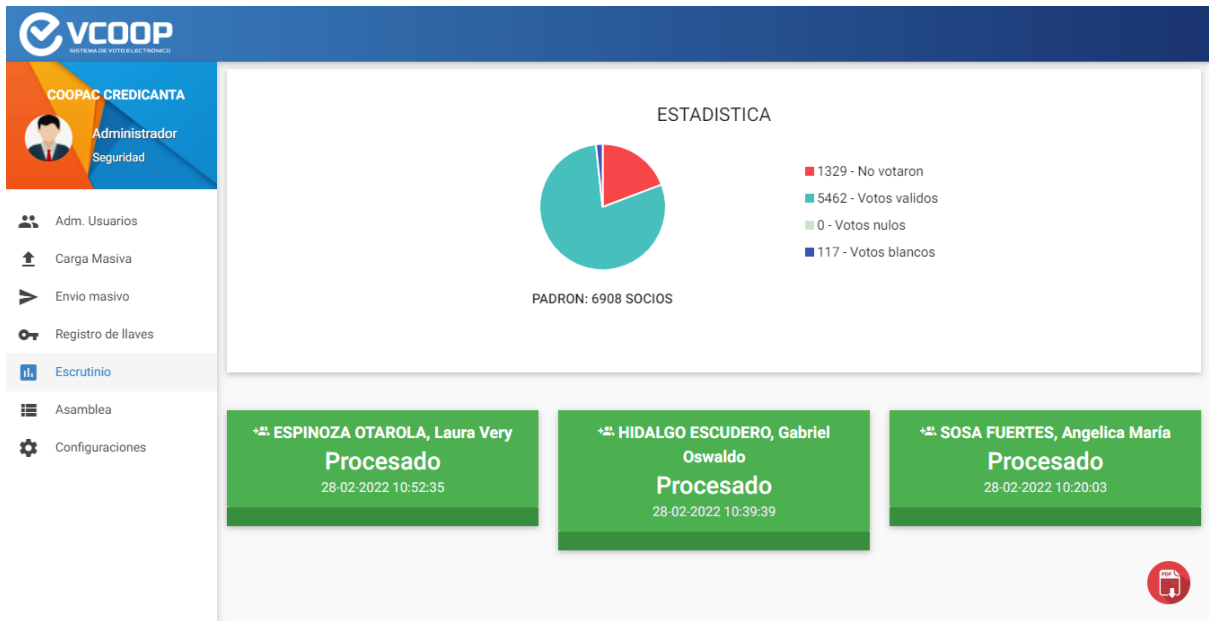 VCOOP
SISTEMA DE VOTO ELECTRONICO
COOPAC CREDICANTA
Administrador
Seguridad
Adm. Usuarios
Carga Masiva
Envio masivo
Registro de llaves
Escrutinio
Asamblea
Configuraciones
ESTADISTICA
1329 - No votaron
5462 - Votos validos
0 - Votos nulos
117 - Votos blancos
PADRON: 6908 SOCIOS
ESPINOZA OTAROLA, Laura Very
Procesado
28-02-2022 10:52:35
HIDALGO ESCUDERO, Gabriel
Oswaldo
Procesado
28-02-2022 10:39:39
SOSA FUERTES, Angelica María
Procesado
28-02-2022 10:20:03
PDF